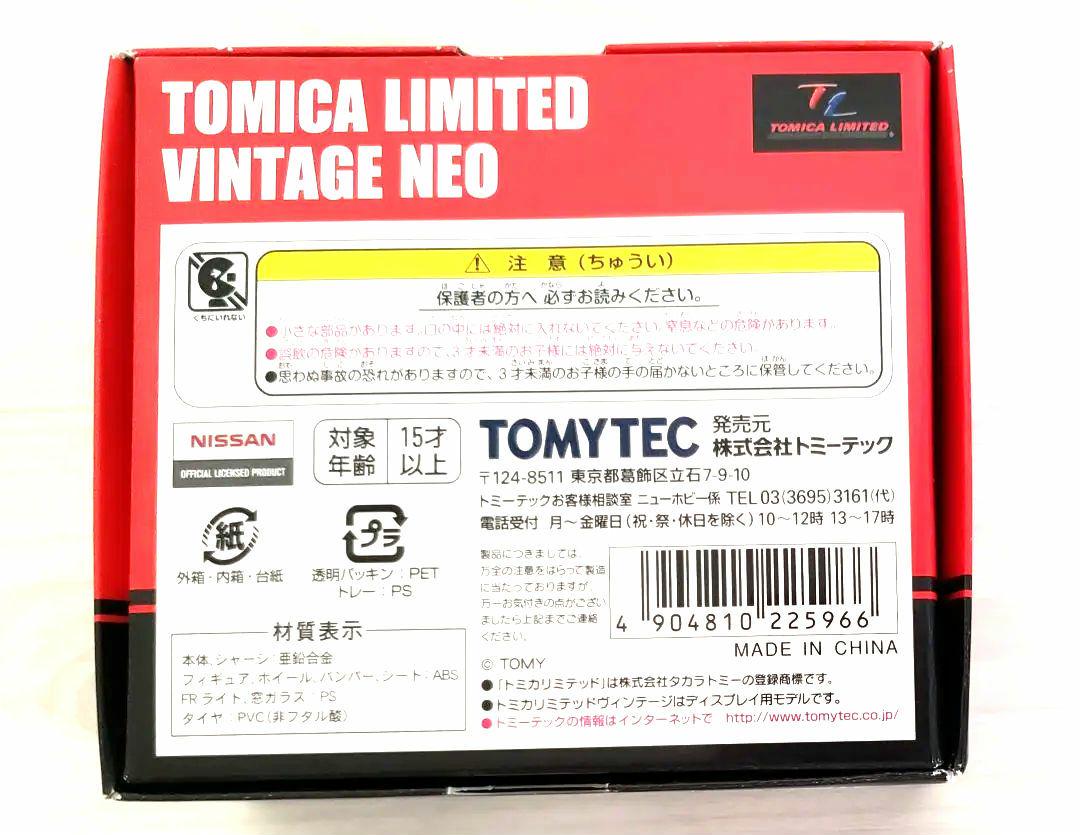 TOMICA LIMITED
VINTAGE NEO
TL
TOMICA LIMITED
くちにいれない
⚠ 注 意（ちゅうい）
保護者の方へ 必ずお読みください。
●小さな部品があります。口の中には絶対に入れないでください。窒息などの危険があります。
●誤飲の危険がありますので、3才未満のお子様には絶対に与えないでください。
●思わぬ事故の恐れがありますので、3才未満のお子様の手の届かないところに保管してください。
NISSAN
OFFICIAL LICENSED PRODUCT
対象年齢 15才以上
TOMYTEC 発売元 株式会社トミーテック
〒124-8511 東京都葛飾区立石7-9-10
トミーテックお客様相談室 ニューホビー係 TEL 03(3695)3161(代)
電話受付 月～金曜日(祝・祭・休日を除く) 10～12時 13～17時
紙
外箱・内箱・台紙
プラ
透明パッキン：PET
トレー：PS
製品につきましては、
万全の注意をはらって製造
に当たっておりますが、
万一お気付きの点がござい
ましたら上記までご連絡
ください。
4 904810 225966
MADE IN CHINA
材質表示
本体、シャーシ：亜鉛合金
フィギュア、ホイール、バンパー、シート：ABS
FRライト、窓ガラス：PS
タイヤ：PVC(非フタル酸)
© TOMY
●「トミカリミテッド」は株式会社タカラトミーの登録商標です。
●トミカリミテッドヴィンテージはディスプレイ用モデルです。
●トミーテックの情報はインターネットで http://www.tomytec.co.jp/